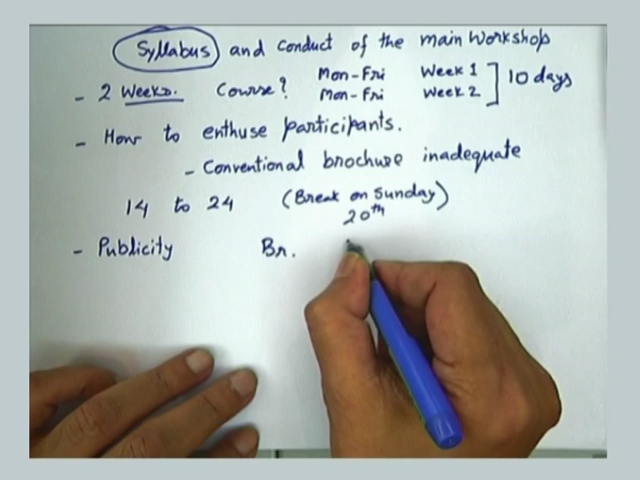 Syllabus and conduct of the main workshop
- 2 Weeks. Course? Mon-Fri Week 1 ] 10 days
Mon-Fri Week 2
- How to enthuse participants.
- Conventional brochure inadequate
14 to 24 (Break on Sunday)
20th
- Publicity Br.